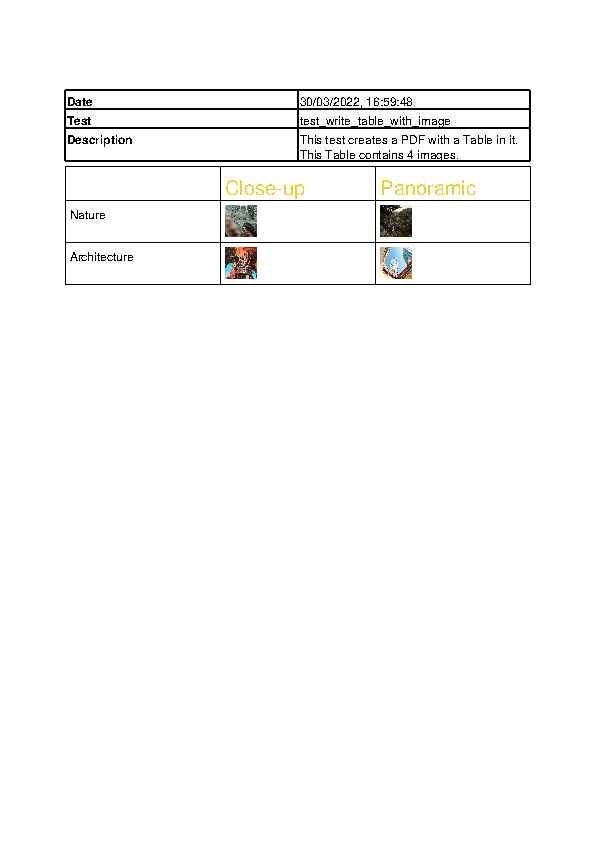 Date 30/03/2022, 16:59:48
Test test_write_table_with_image
Description This test creates a PDF with a Table in it.
This Table contains 4 images.
Close-up Panoramic
Nature
Architecture